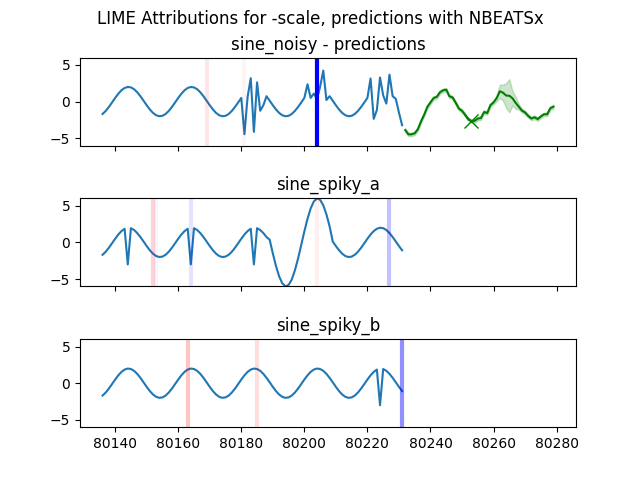 LIME Attributions for -scale, predictions with NBEATSx
sine_noisy - predictions
5
0
−5
sine_spiky_a
5
0
−5
sine_spiky_b
5
0
−5
80140 80160 80180 80200 80220 80240 80260 80280